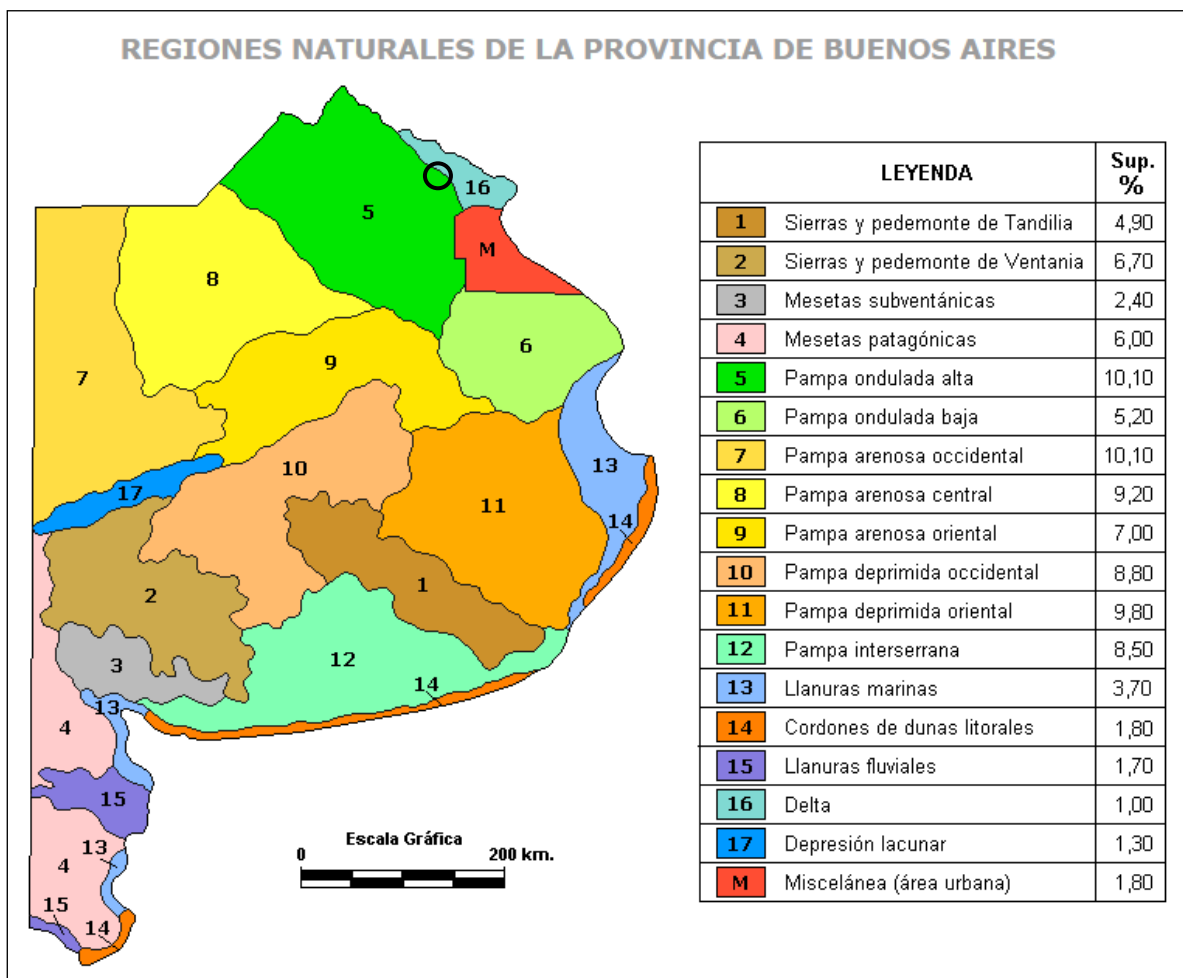 REGIONES NATURALES DE LA PROVINCIA DE BUENOS AIRES
16
5
M
8
6
9
7
13
10
17
11
14
1
2
3
12
14
13
4
15
13
4
15
14
Escala Gráfica
0 200 km.
LEYENDA Sup. %
1 Sierras y pedemonte de Tandilia 4,90
2 Sierras y pedemonte de Ventania 6,70
3 Mesetas subventánicas 2,40
4 Mesetas patagónicas 6,00
5 Pampa ondulada alta 10,10
6 Pampa ondulada baja 5,20
7 Pampa arenosa occidental 10,10
8 Pampa arenosa central 9,20
9 Pampa arenosa oriental 7,00
10 Pampa deprimida occidental 8,80
11 Pampa deprimida oriental 9,80
12 Pampa interserrana 8,50
13 Llanuras marinas 3,70
14 Cordones de dunas litorales 1,80
15 Llanuras fluviales 1,70
16 Delta 1,00
17 Depresión lacunar 1,30
M Miscelánea (área urbana) 1,80